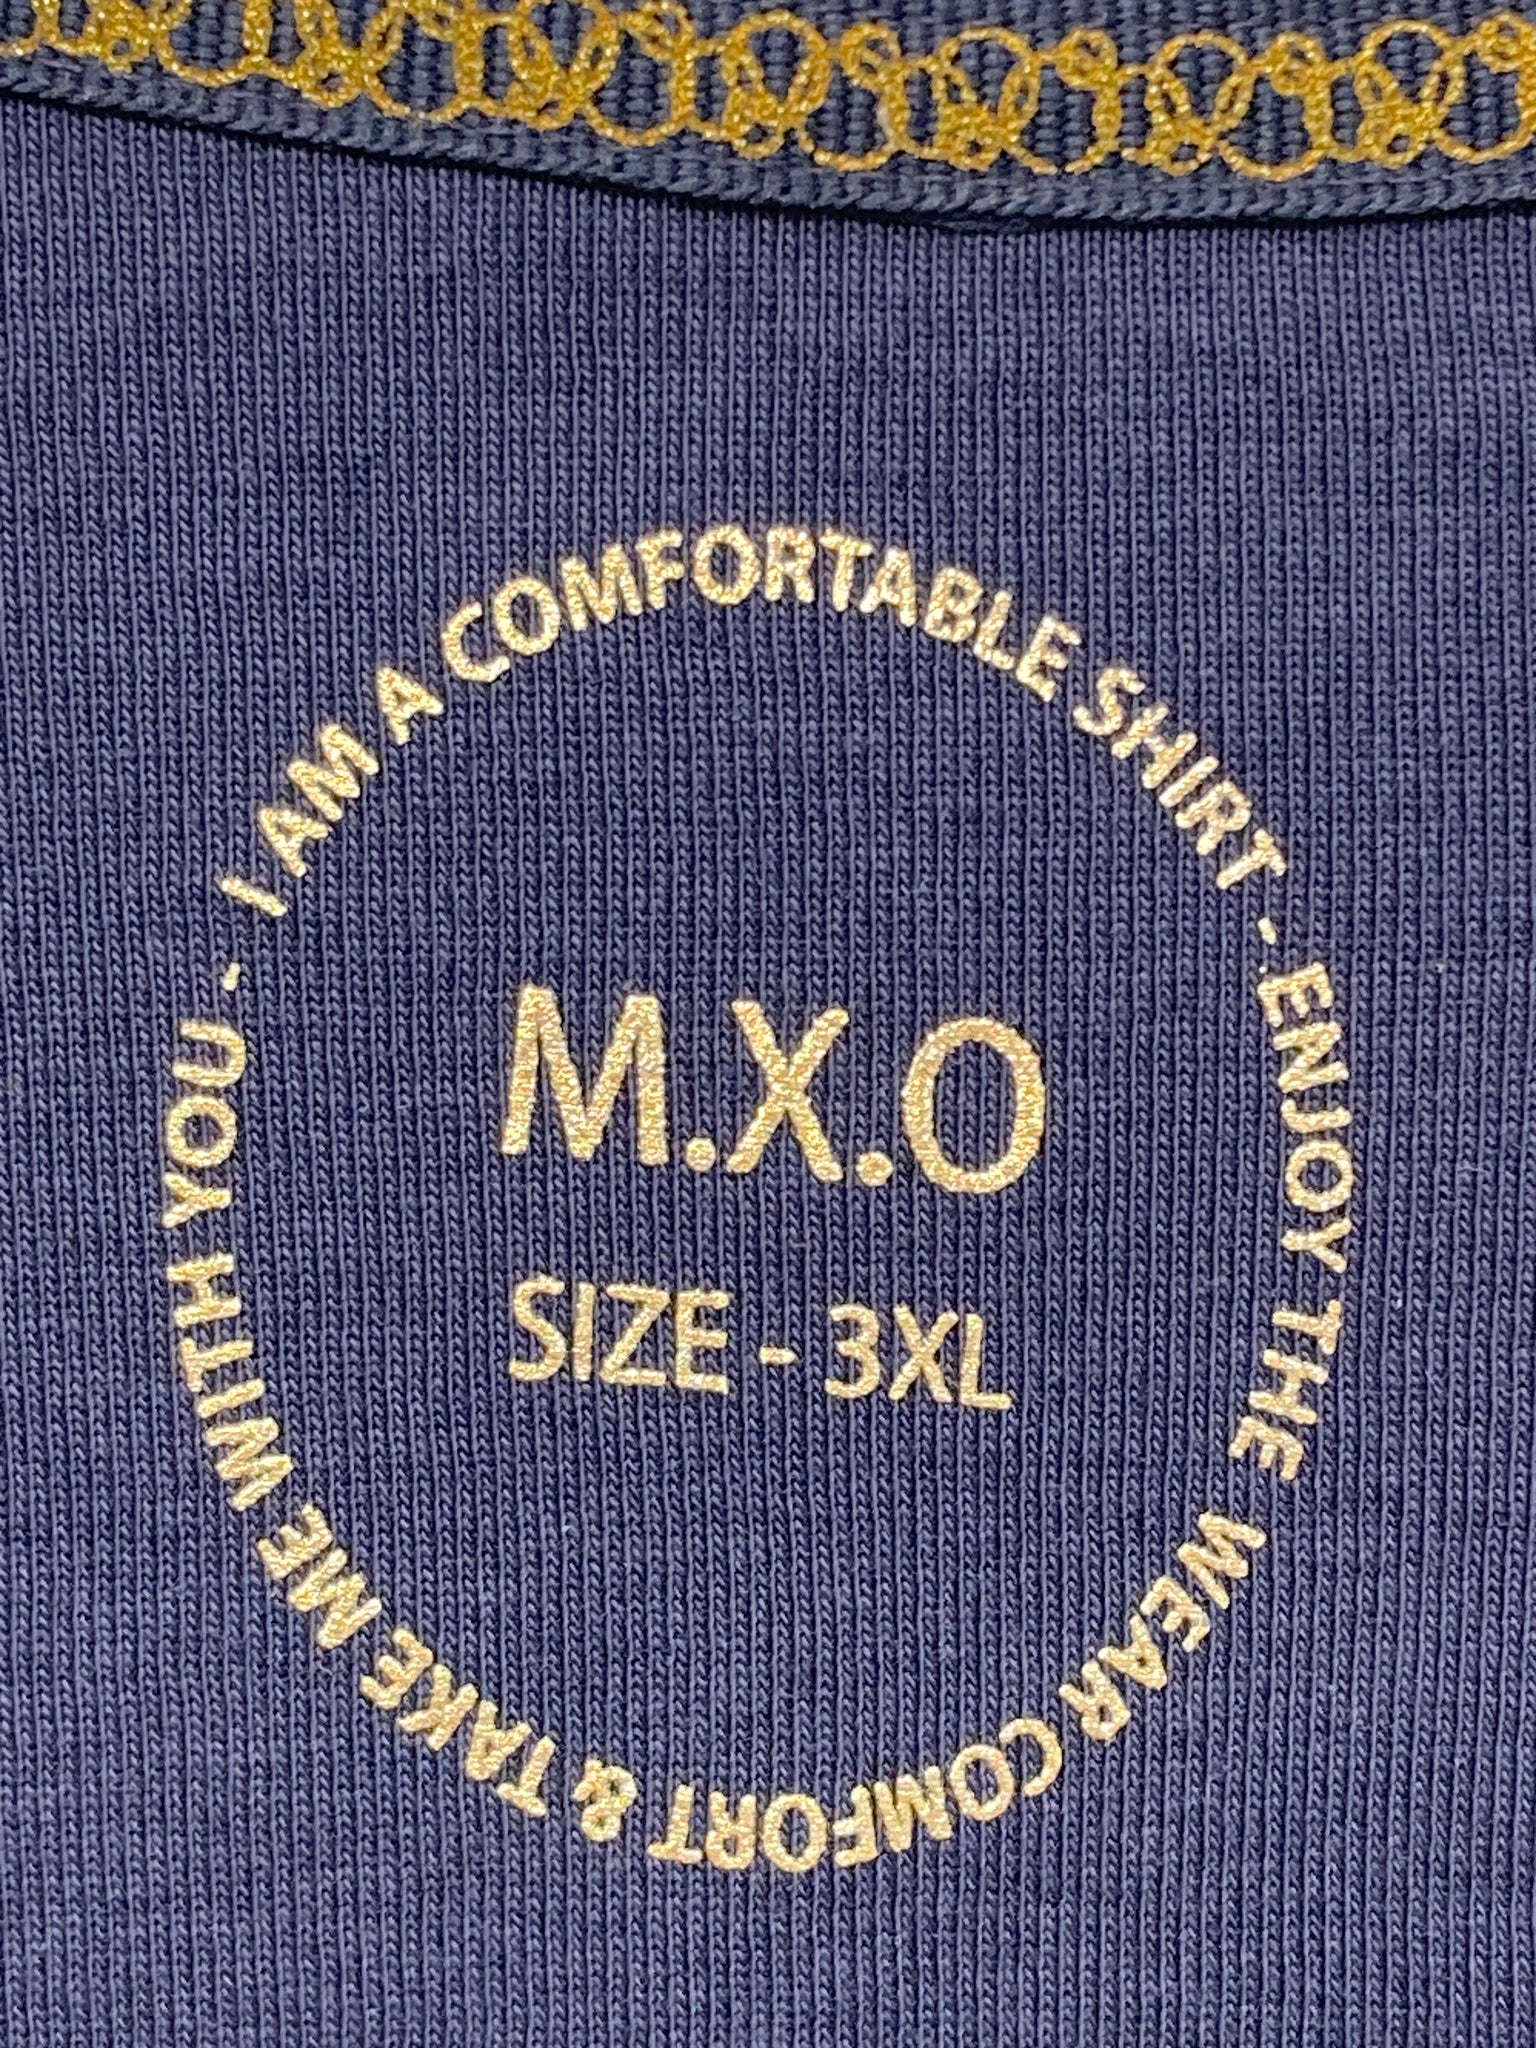 I AM A COMFORTABLE SHIRT - ENJOY THE WEAR COMFORT & TAKE ME WITH YOU -
M.X.O
SIZE - 3XL